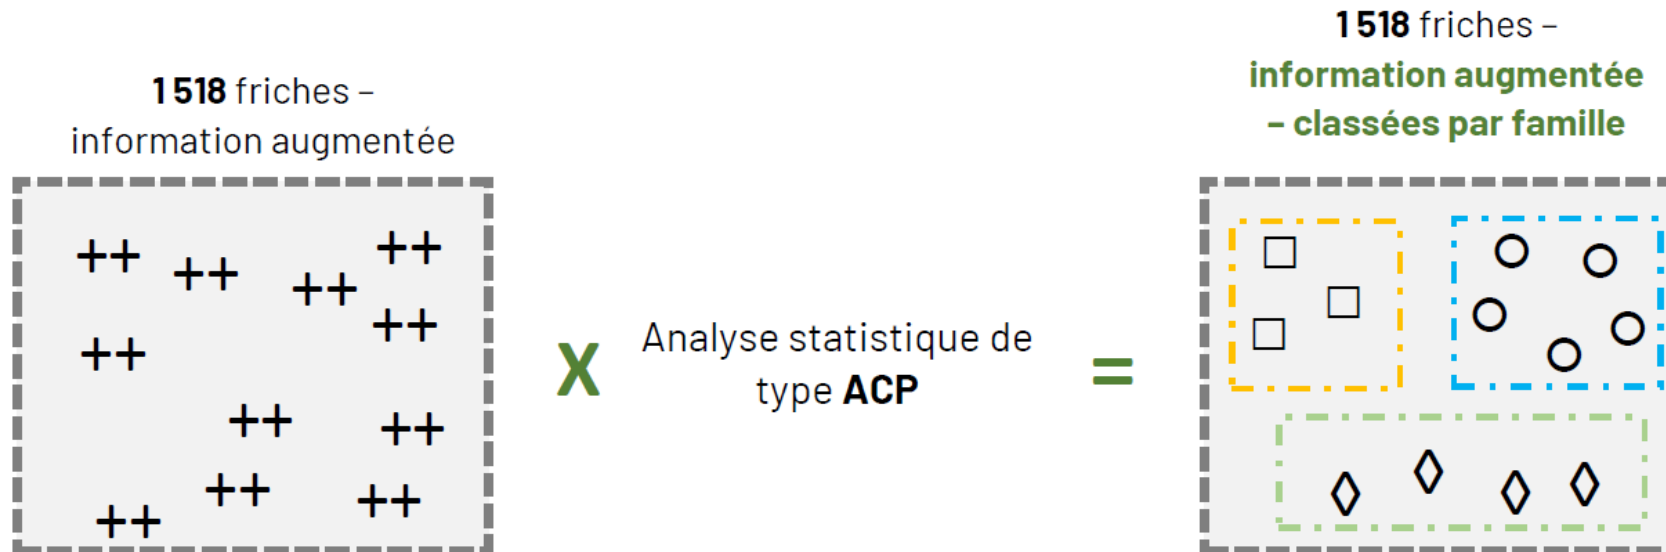 1 518 friches –
information augmentée
++
++
++
++
++
++
++
++
++
++
++
X
Analyse statistique de
type ACP
=
1 518 friches –
information augmentée
– classées par famille